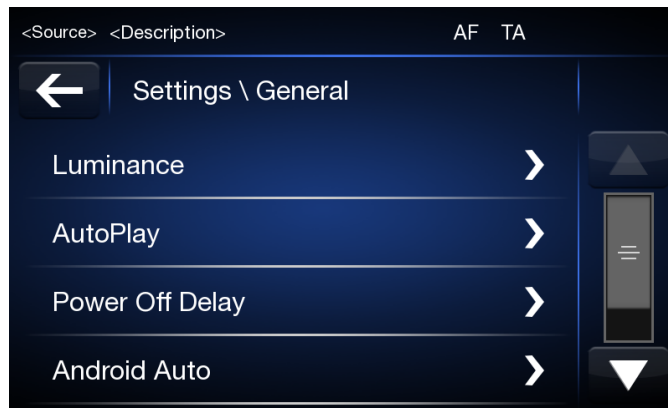 <Source> <Description> AF TA
Settings \ General
Luminance
AutoPlay
Power Off Delay
Android Auto